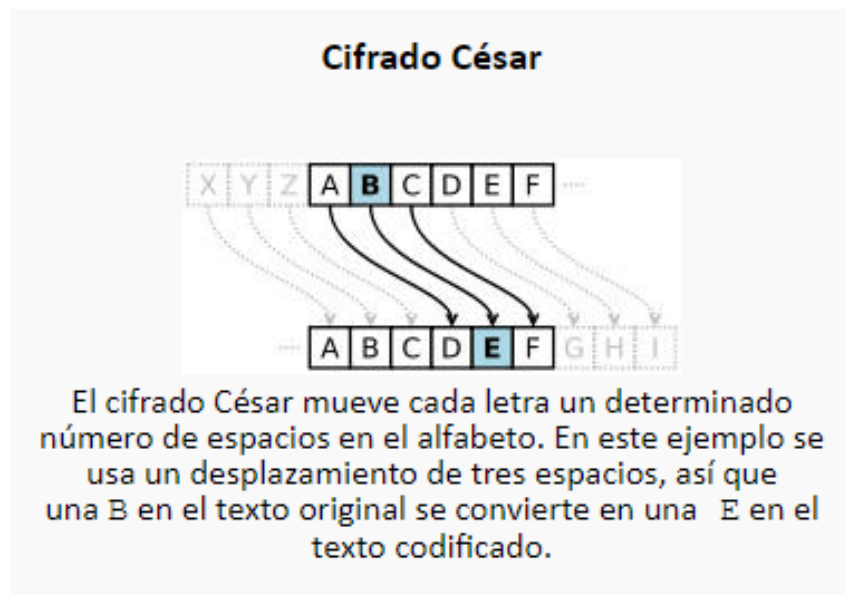 Cifrado César
X Y Z A B C D E F ....
.... A B C D E F G H I
El cifrado César mueve cada letra un determinado
número de espacios en el alfabeto. En este ejemplo se
usa un desplazamiento de tres espacios, así que
una B en el texto original se convierte en una E en el
texto codificado.